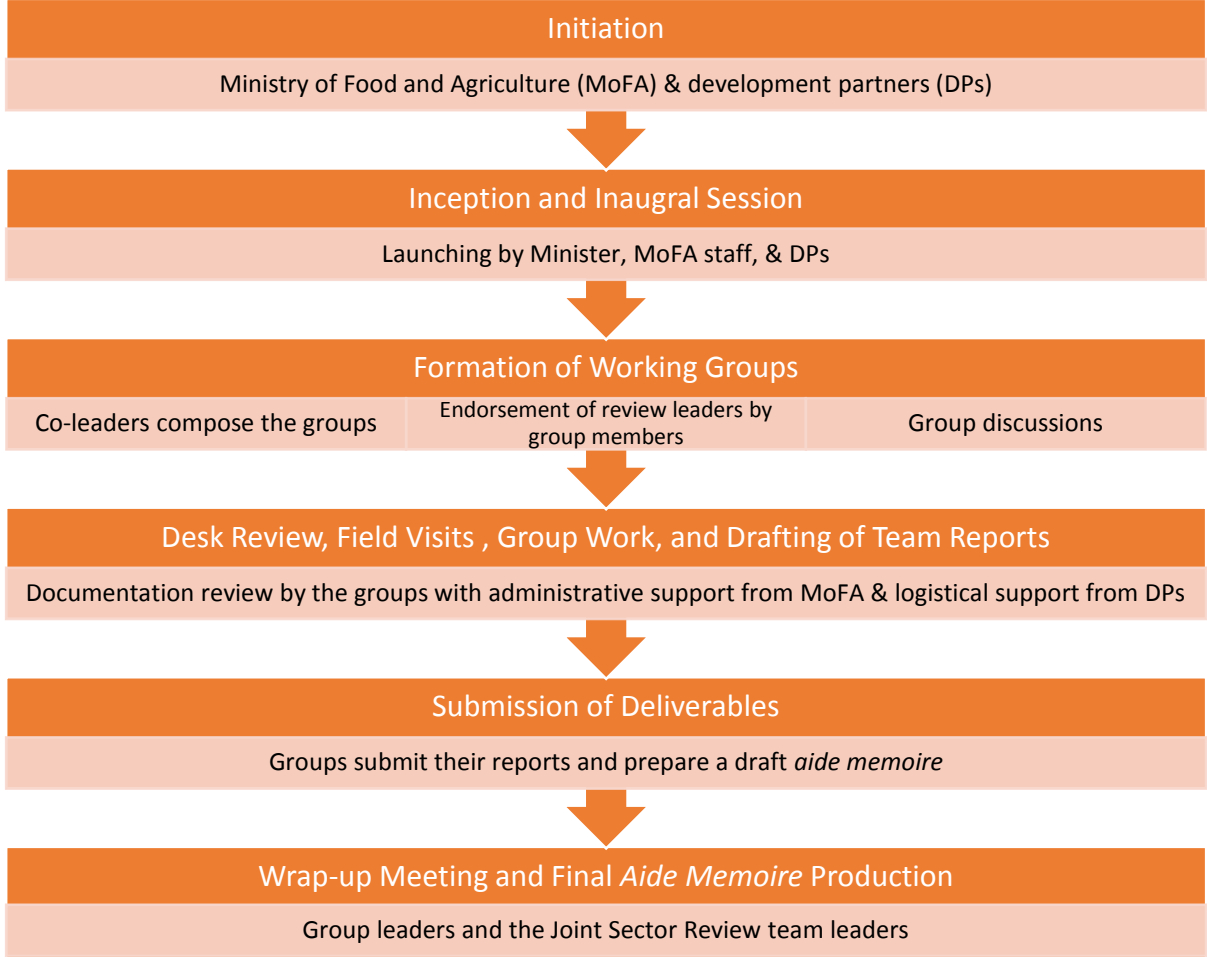 Initiation
Ministry of Food and Agriculture (MoFA) & development partners (DPs)
Inception and Inaugral Session
Launching by Minister, MoFA staff, & DPs
Formation of Working Groups
Co-leaders compose the groups
Endorsement of review leaders by
group members
Group discussions
Desk Review, Field Visits , Group Work, and Drafting of Team Reports
Documentation review by the groups with administrative support from MoFA & logistical support from DPs
Submission of Deliverables
Groups submit their reports and prepare a draft aide memoire
Wrap-up Meeting and Final Aide Memoire Production
Group leaders and the Joint Sector Review team leaders